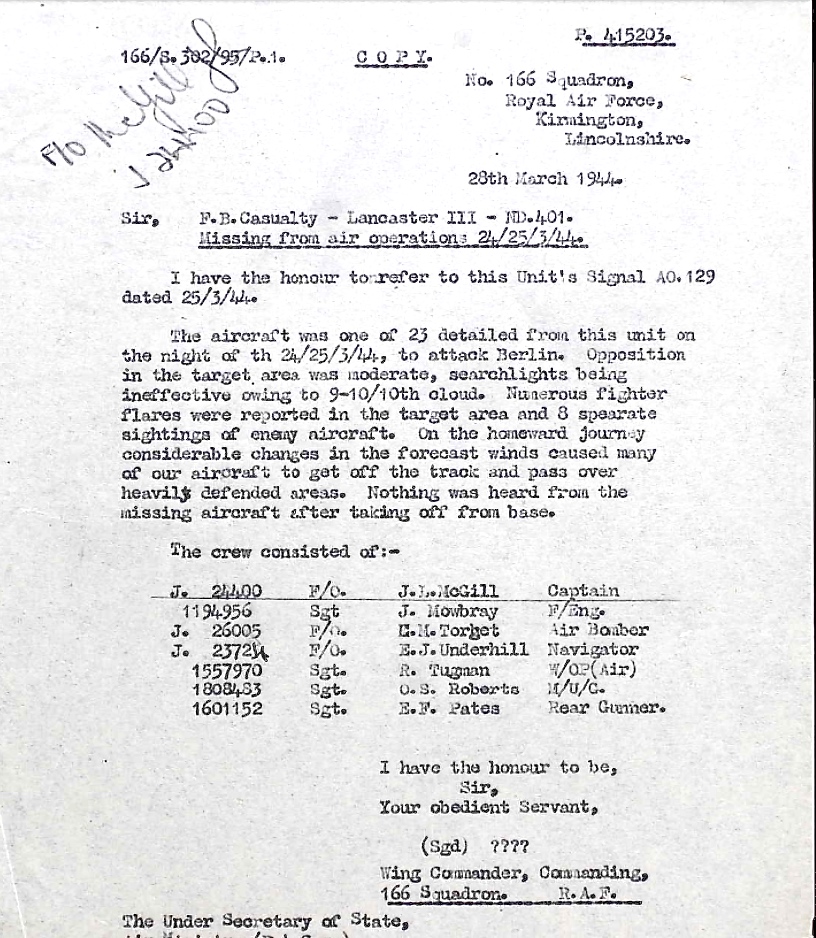 P. 415203.
166/S.302/95/P.1.
C O P Y.
F/O McGill J
J 24400
No. 166 Squadron,
Royal Air Force,
Kirmington,
Lincolnshire.
28th March 1944.
Sir, F.B.Casualty - Lancaster III - ND.401.
Missing from air operations 24/25/3/44.
I have the honour to refer to this Unit's Signal AO.129
dated 25/3/44.
The aircraft was one of 23 detailed from this unit on
the night of th 24/25/3/44, to attack Berlin. Opposition
in the target area was moderate, searchlights being
ineffective owing to 9-10/10th cloud. Numerous fighter
flares were reported in the target area and 8 spearate
sightings of enemy aircraft. On the homeward journey
considerable changes in the forecast winds caused many
of our aircraft to get off the track and pass over
heavily defended areas. Nothing was heard from the
missing aircraft after taking off from base.
The crew consisted of:-
J. 24400 F/O. J.L.McGill Captain
1194956 Sgt J. Mowbray F/Eng.
J. 26005 F/O. C.M.Torget Air Bomber
J. 23724 F/O. E.J.Underhill Navigator
1557970 Sgt. R. Tugman W/OP(Air)
1808483 Sgt. O.S. Roberts M/U/G.
1601152 Sgt. E.F. Pates Rear Gunner.
I have the honour to be,
Sir,
Your obedient Servant,
(Sgd) ????
Wing Commander, Commanding,
166 Squadron. R.A.F.
The Under Secretary of State,